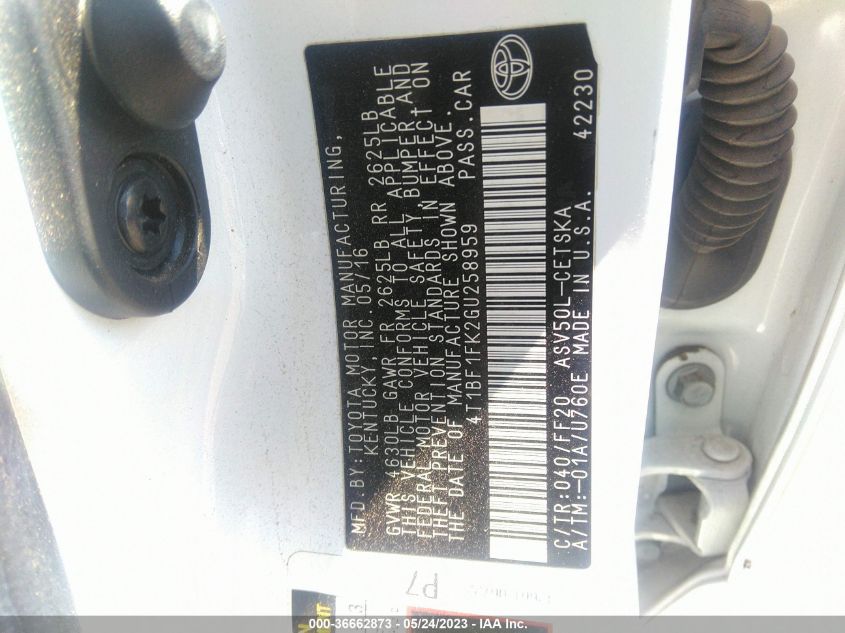 MFD.BY:TOYOTA MOTOR MANUFACTURING,
KENTUCKY, INC. 05/16
GVWR 4630LB GAWR FR 2625LB RR 2625LB
THIS VEHICLE CONFORMS TO ALL APPLICABLE
FEDERAL MOTOR VEHICLE SAFETY, BUMPER AND
THEFT PREVENTION STANDARDS IN EFFECT ON
THE DATE OF MANUFACTURE SHOWN ABOVE.
4T1BF1FK2GU258959 PASS.CAR
C/TR:040/FF20 ASV50L-CETSKA
A/TM:-01A/U760E MADE IN U.S.A. 42230
P7
000-36662873 - 05/24/2023 - IAA Inc.